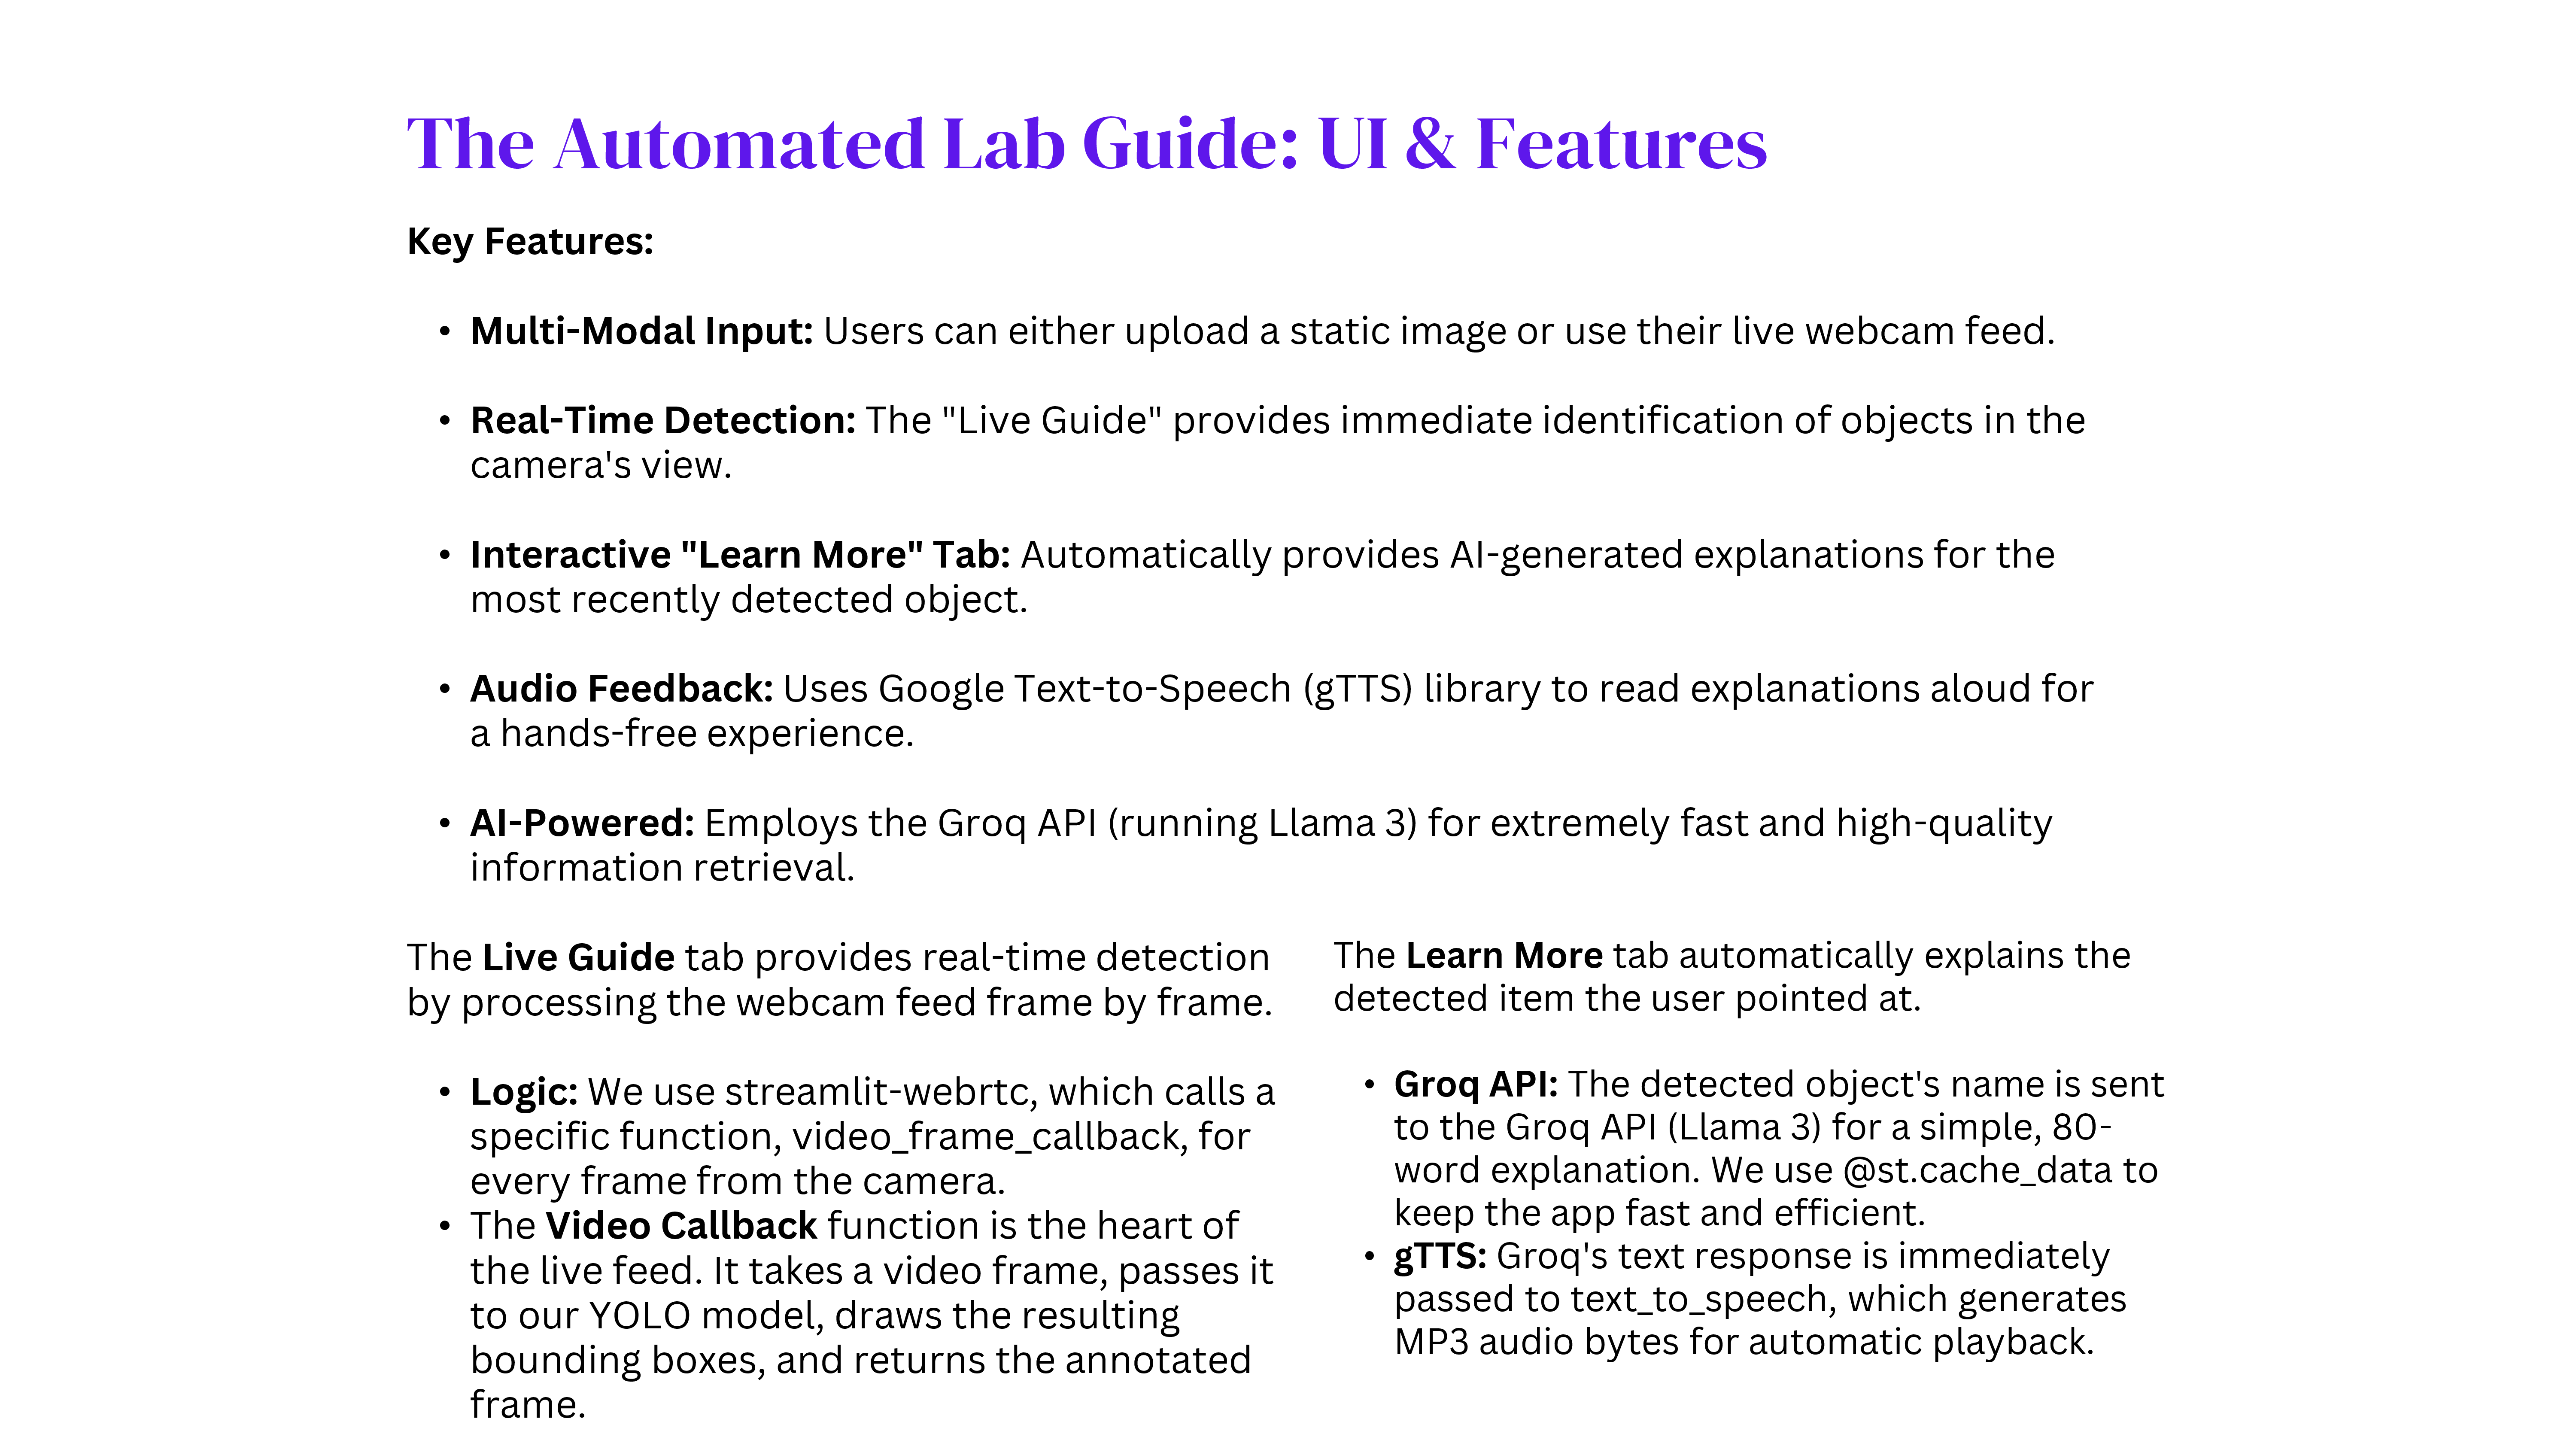 The Automated Lab Guide: UI & Features
Key Features:
• Multi-Modal Input: Users can either upload a static image or use their live webcam feed.
• Real-Time Detection: The "Live Guide" provides immediate identification of objects in the
camera's view.
• Interactive "Learn More" Tab: Automatically provides AI-generated explanations for the
most recently detected object.
• Audio Feedback: Uses Google Text-to-Speech (gTTS) library to read explanations aloud for
a hands-free experience.
• AI-Powered: Employs the Groq API (running Llama 3) for extremely fast and high-quality
information retrieval.
The Live Guide tab provides real-time detection
by processing the webcam feed frame by frame.
• Logic: We use streamlit-webrtc, which calls a
specific function, video_frame_callback, for
every frame from the camera.
• The Video Callback function is the heart of
the live feed. It takes a video frame, passes it
to our YOLO model, draws the resulting
bounding boxes, and returns the annotated
frame.
The Learn More tab automatically explains the
detected item the user pointed at.
• Groq API: The detected object's name is sent
to the Groq API (Llama 3) for a simple, 80-
word explanation. We use @st.cache_data to
keep the app fast and efficient.
• gTTS: Groq's text response is immediately
passed to text_to_speech, which generates
MP3 audio bytes for automatic playback.